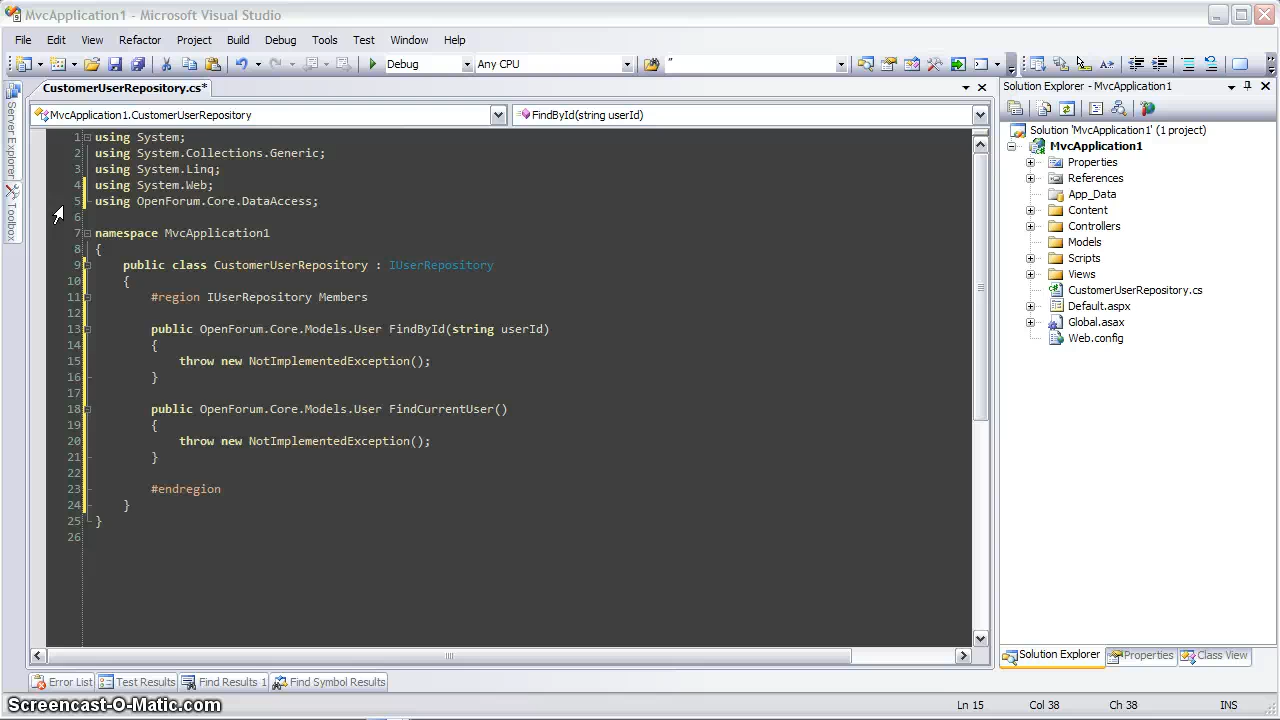 MvcApplication1 - Microsoft Visual Studio
File Edit View Refactor Project Build Debug Tools Test Window Help
Debug Any CPU "
CustomerUserRepository.cs*
MvcApplication1.CustomerUserRepository FindById(string userId)
Server Explorer
Toolbox
1 using System;
2 using System.Collections.Generic;
3 using System.Linq;
4 using System.Web;
5 using OpenForum.Core.DataAccess;
6
7 namespace MvcApplication1
8 {
9 public class CustomerUserRepository : IUserRepository
10 {
11 #region IUserRepository Members
12
13 public OpenForum.Core.Models.User FindById(string userId)
14 {
15 throw new NotImplementedException();
16 }
17
18 public OpenForum.Core.Models.User FindCurrentUser()
19 {
20 throw new NotImplementedException();
21 }
22
23 #endregion
24 }
25 }
26
Solution Explorer - MvcApplication1
Solution 'MvcApplication1' (1 project)
MvcApplication1
Properties
References
App_Data
Content
Controllers
Models
Scripts
Views
CustomerUserRepository.cs
Default.aspx
Global.asax
Web.config
Solution Explorer Properties Class View
Error List Test Results Find Results 1 Find Symbol Results
Screencast-O-Matic.com
Ln 15 Col 38 Ch 38 INS